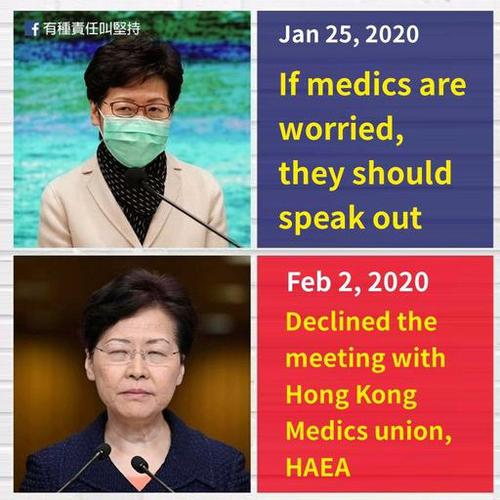 f 有種責任叫堅持
Jan 25, 2020
If medics are
worried,
they should
speak out
Feb 2, 2020
Declined the
meeting with
Hong Kong
Medics union,
HAEA